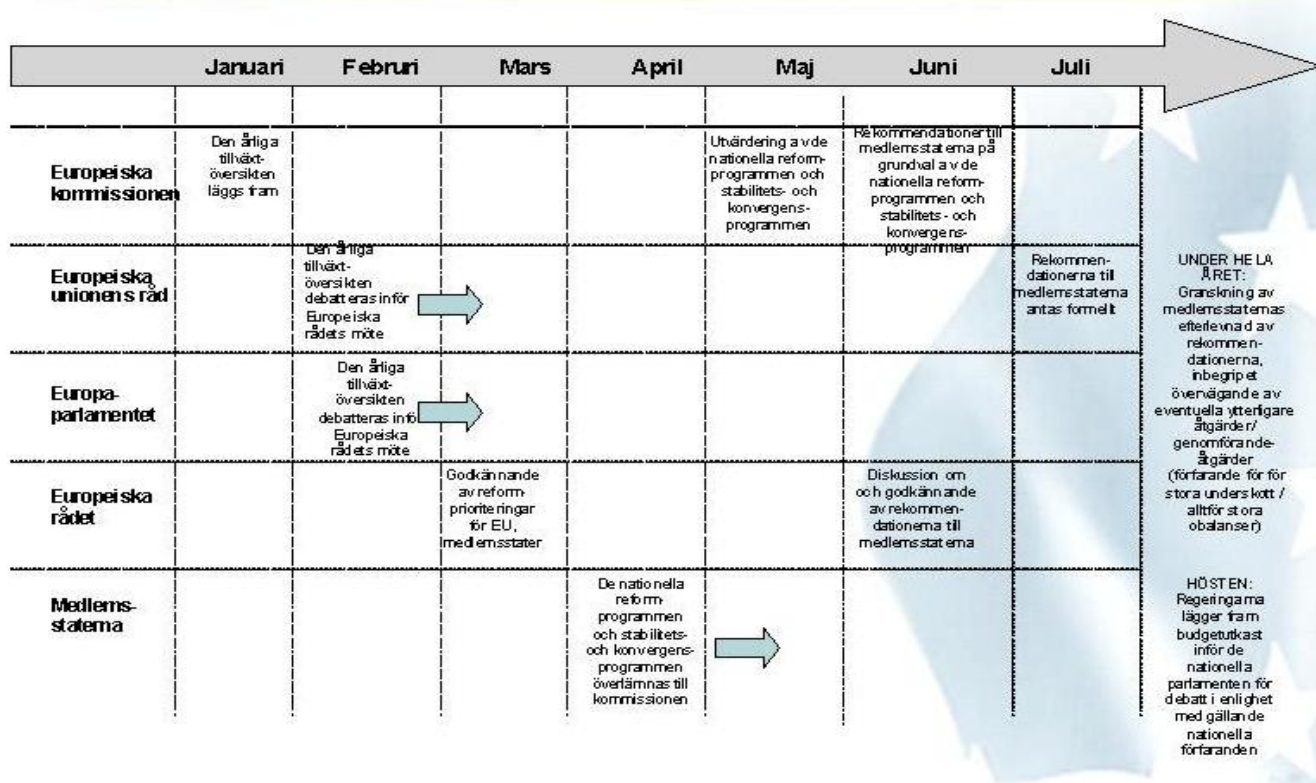 Januari Februri Mars April Maj Juni Juli
Europeiska
kommissionen
Den årliga
tillväxt-
översikten
läggs fram
Utvärdering av de
nationella reform-
programmen och
stabilitets- och
konvergens-
programmen
Rekommendationer till
medlemsstaterna på
grundval av de
nationella reform-
programmen och
stabilitets- och
konvergens-
programmen
Europeiska
unionens råd
Den årliga
tillväxt-
översikten
debatteras inför
Europeiska
rådets möte
Rekommen-
dationerna till
medlemsstaterna
antas formellt
Europa-
parlamentet
Den årliga
tillväxt-
översikten
debatteras infö
Europeiska
rådets möte
Europeiska
rådet
Godkännande
av reform-
prioriteringar
för EU,
medlemsstater
Diskussion om
och godkännande
av rekommen-
dationerna till
medlemsstaterna
Medlems-
staterna
De nationella
reform-
programmen
och stabilitets-
och konvergens-
programmen
överlämnas till
kommissionen
UNDER HELA
ÅRET:
Granskning av
medlemsstaternas
efterlevnad av
rekommen-
dationerna,
inbegripet
övervägande av
eventuella ytterligare
åtgärder/
genomförande-
åtgärder
(förfarande för för
stora underskott /
alltför stora
obalanser)
HÖSTEN:
Regeringarna
lägger fram
budgetutkast
inför de
nationella
parlamenten för
debatt i enlighet
med gällande
nationella
förfaranden